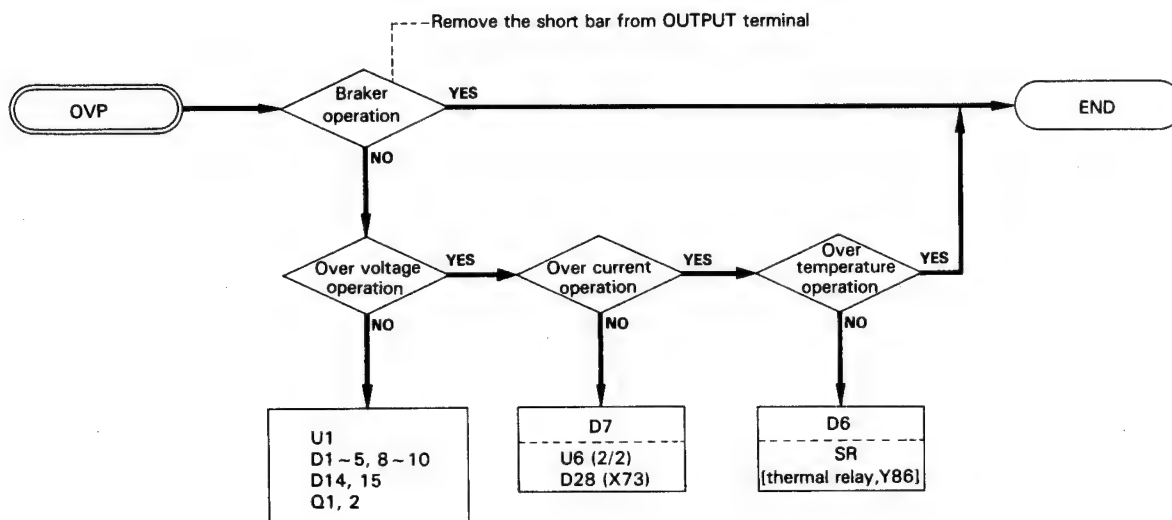 Remove the short bar from OUTPUT terminal
OVP
Braker
operation
YES
END
NO
Over voltage
operation
YES
Over current
operation
YES
Over
temperature
operation
YES
NO
NO
NO
U1
D1~5, 8~10
D14, 15
Q1, 2
D7
U6 (2/2)
D28 (X73)
D6
SR
[thermal relay,Y86]